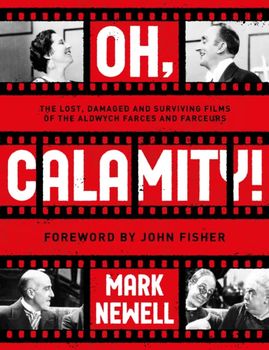 OH,
THE LOST, DAMAGED AND SURVIVING FILMS
OF THE ALDWYCH FARCES AND FARCEURS
CALAMITY!
FOREWORD BY JOHN FISHER
MARK
NEWELL